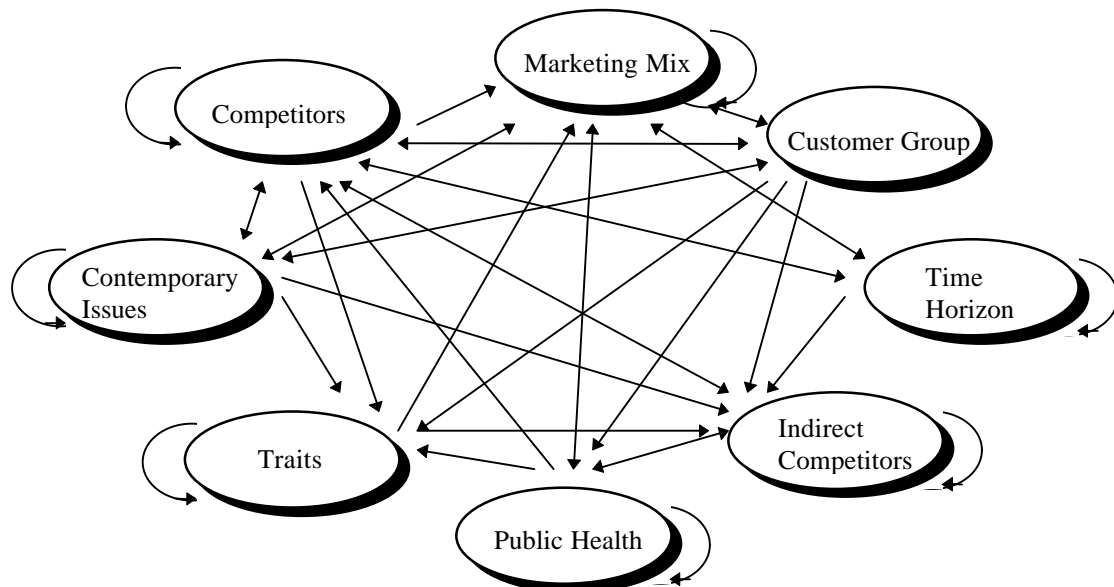 Marketing Mix
Competitors
Customer Group
Contemporary
Issues
Time
Horizon
Traits
Indirect
Competitors
Public Health